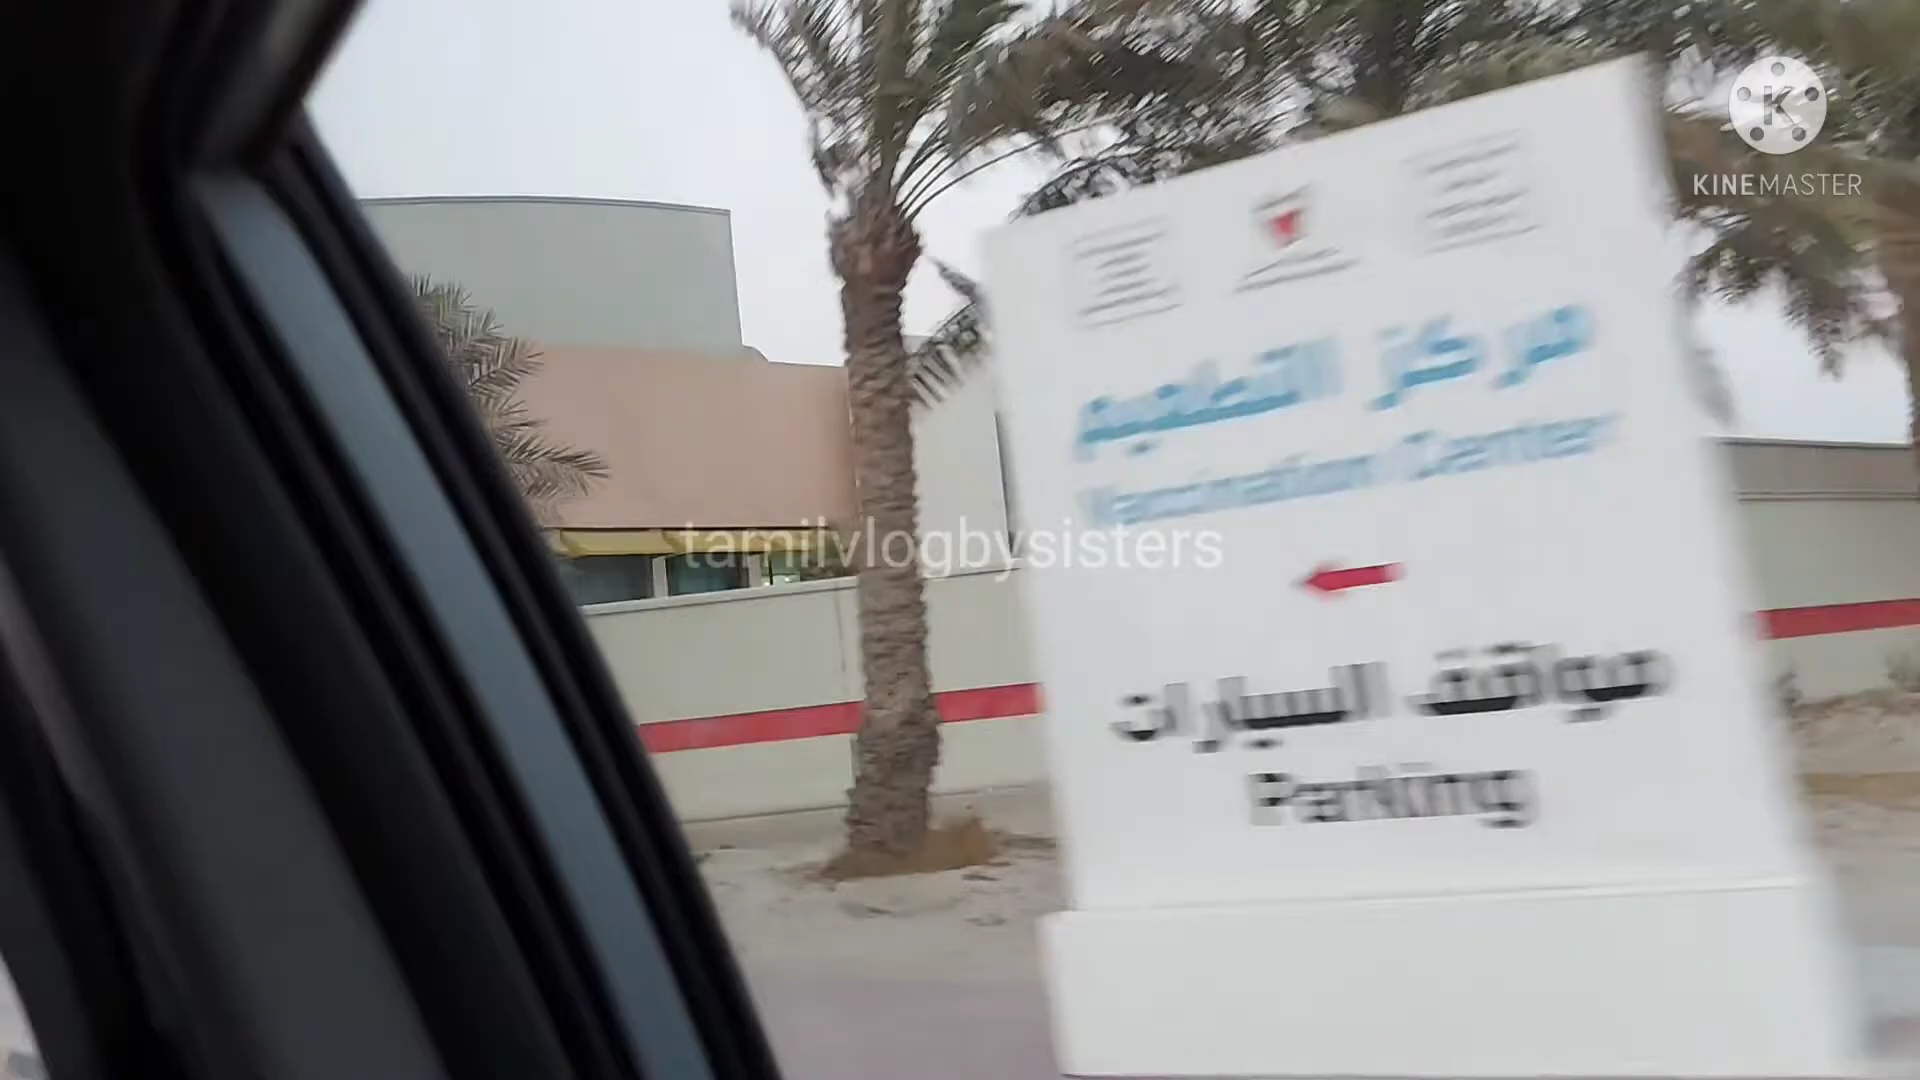 KINEMASTER
مركز التطعيم
Vaccination Center
tamilvlogbysisters
مواقف السيارات
Parking